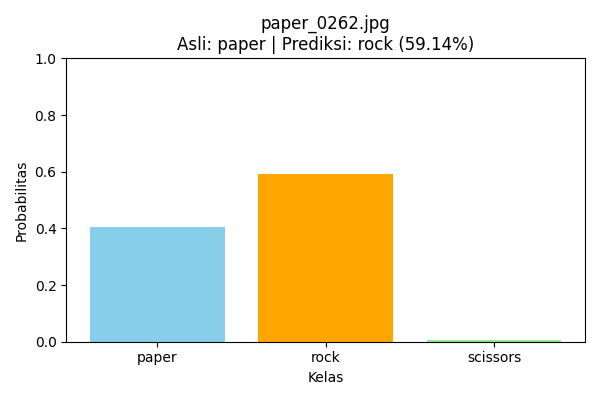 paper_0262.jpg
Asli: paper | Prediksi: rock (59.14%)
1.0
0.8
0.6
0.4
0.2
0.0
Probabilitas
paper rock scissors
Kelas